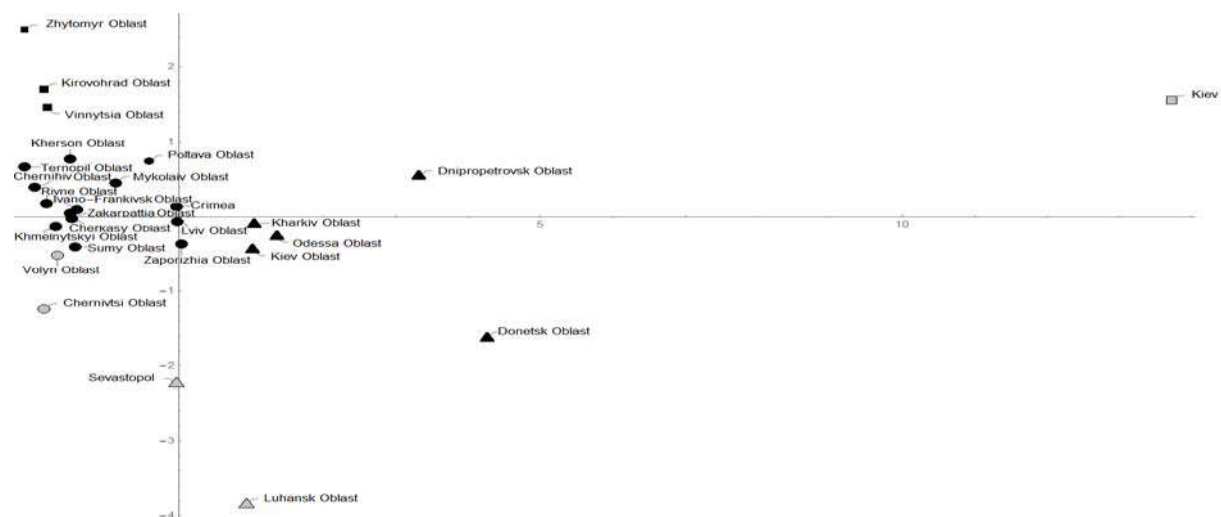 Zhytomyr Oblast
2
Kirovohrad Oblast
Kiev
Vinnytsia Oblast
Kherson Oblast
1
Poltava Oblast
Ternopil Oblast
Dnipropetrovsk Oblast
Chernihiv Oblast
Mykolaiv Oblast
Rivne Oblast
Ivano-Frankivsk Oblast
Crimea
Zakarpattia Oblast
5
10
Cherkasy Oblast
Kharkiv Oblast
Khmelnytskyi Oblast
Lviv Oblast
Odessa Oblast
Sumy Oblast
Zaporizhia Oblast
Kiev Oblast
Volyn Oblast
-1
Chernivtsi Oblast
Donetsk Oblast
-2
Sevastopol
-3
Luhansk Oblast
-4